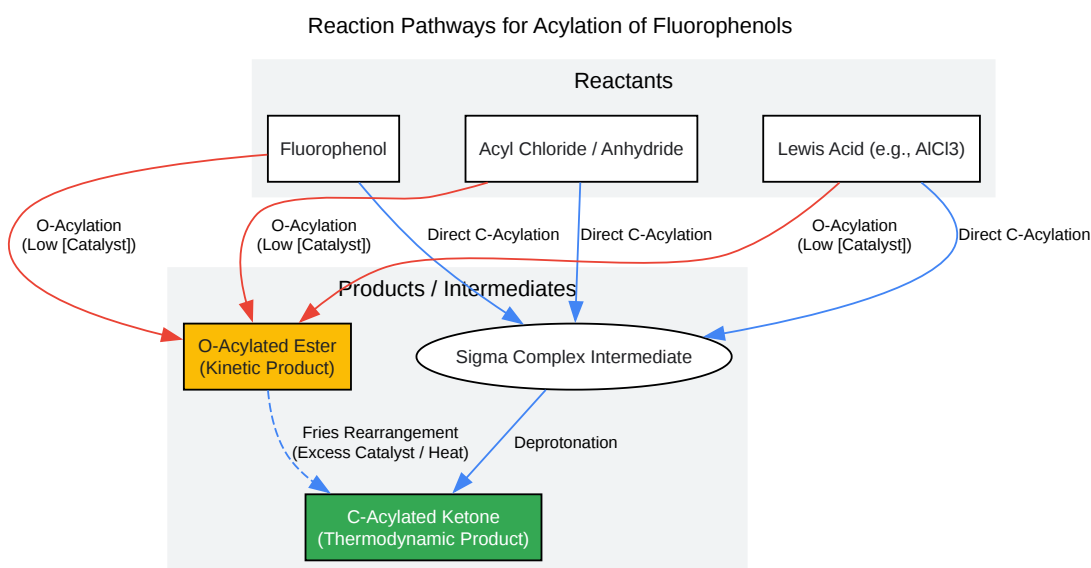 Reaction Pathways for Acylation of Fluorophenols
Reactants
Fluorophenol
Acyl Chloride / Anhydride
Lewis Acid (e.g., AlCl3)
O-Acylation
(Low [Catalyst])
O-Acylation
(Low [Catalyst])
Direct C-Acylation
Direct C-Acylation
O-Acylation
(Low [Catalyst])
Direct C-Acylation
Products / Intermediates
O-Acylated Ester
(Kinetic Product)
Sigma Complex Intermediate
Fries Rearrangement
(Excess Catalyst / Heat)
Deprotonation
C-Acylated Ketone
(Thermodynamic Product)